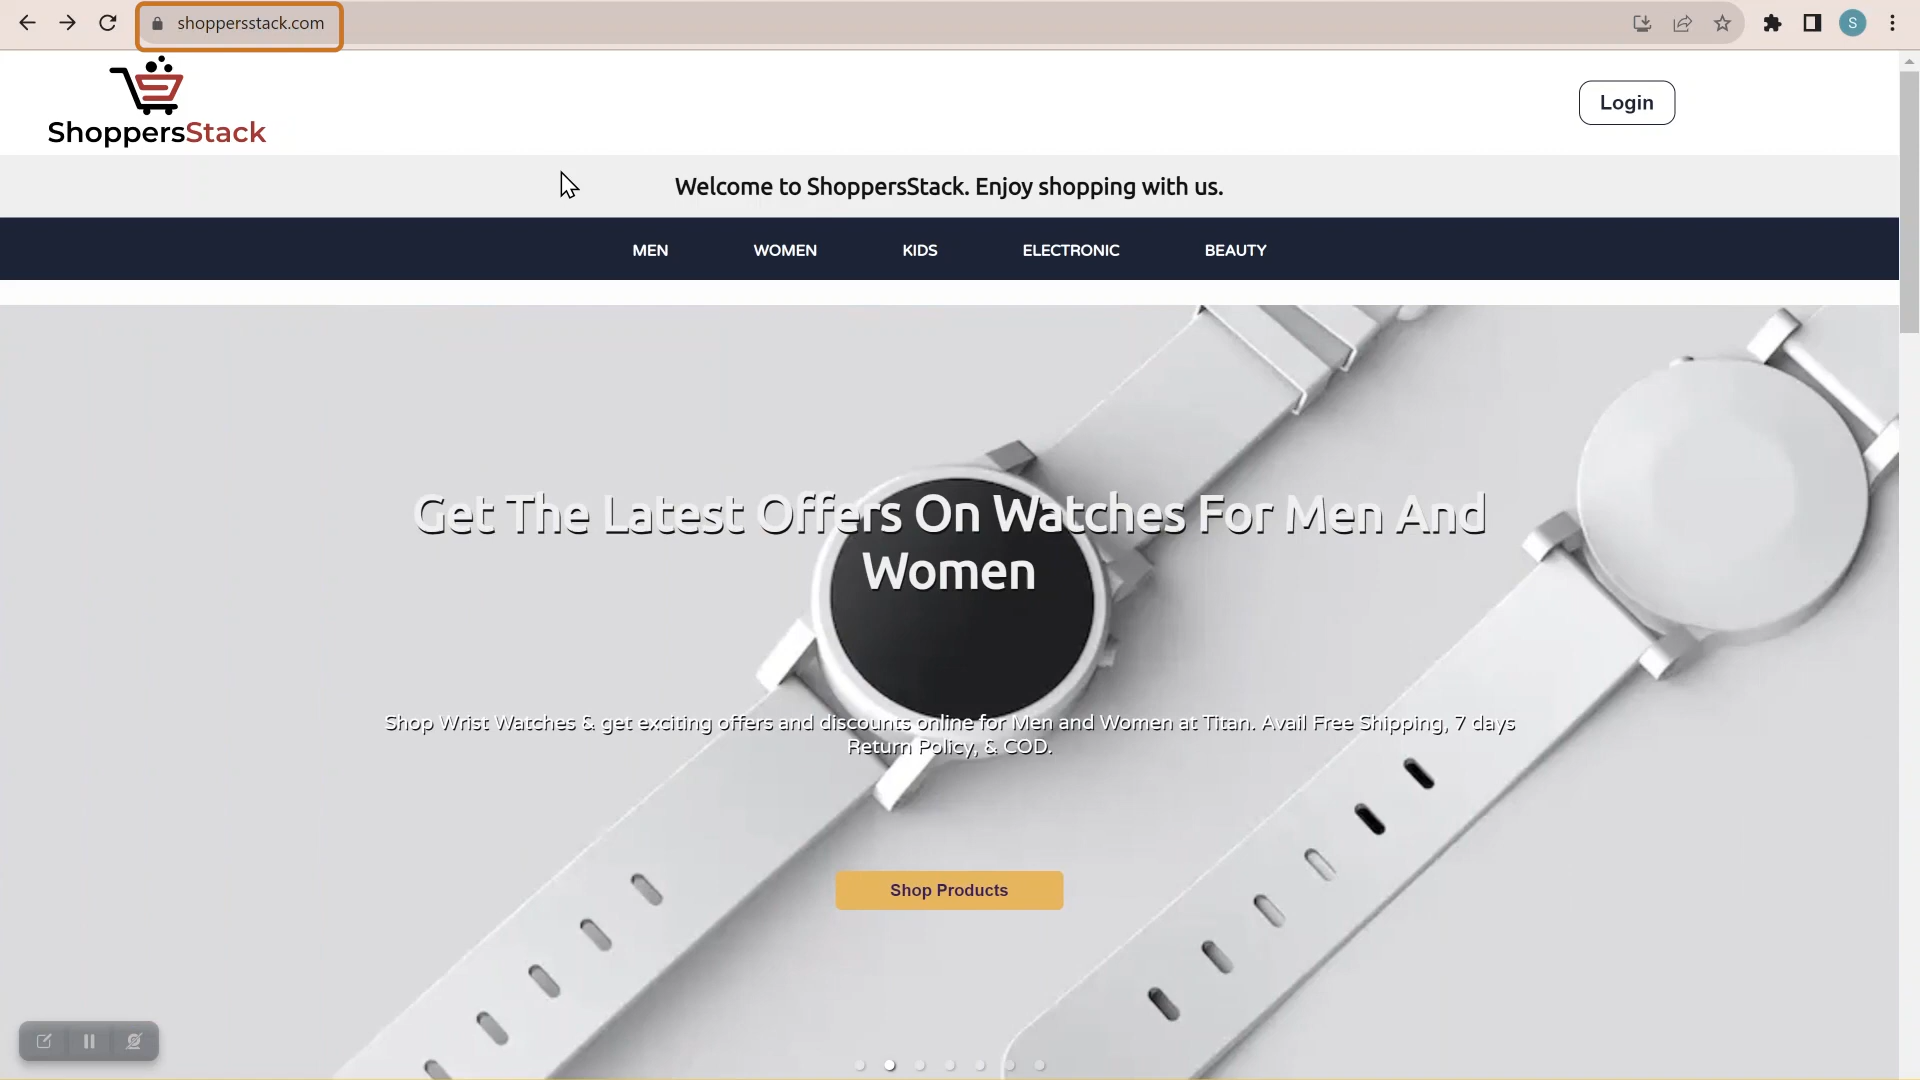 shoppersstack.com
S
ShoppersStack
Login
Welcome to ShoppersStack. Enjoy shopping with us.
MEN WOMEN KIDS ELECTRONIC BEAUTY
Get The Latest Offers On Watches For Men And
Women
Shop Wrist Watches & get exciting offers and discounts online for Men and Women at Titan. Avail Free Shipping, 7 days
Return Policy, & COD.
Shop Products